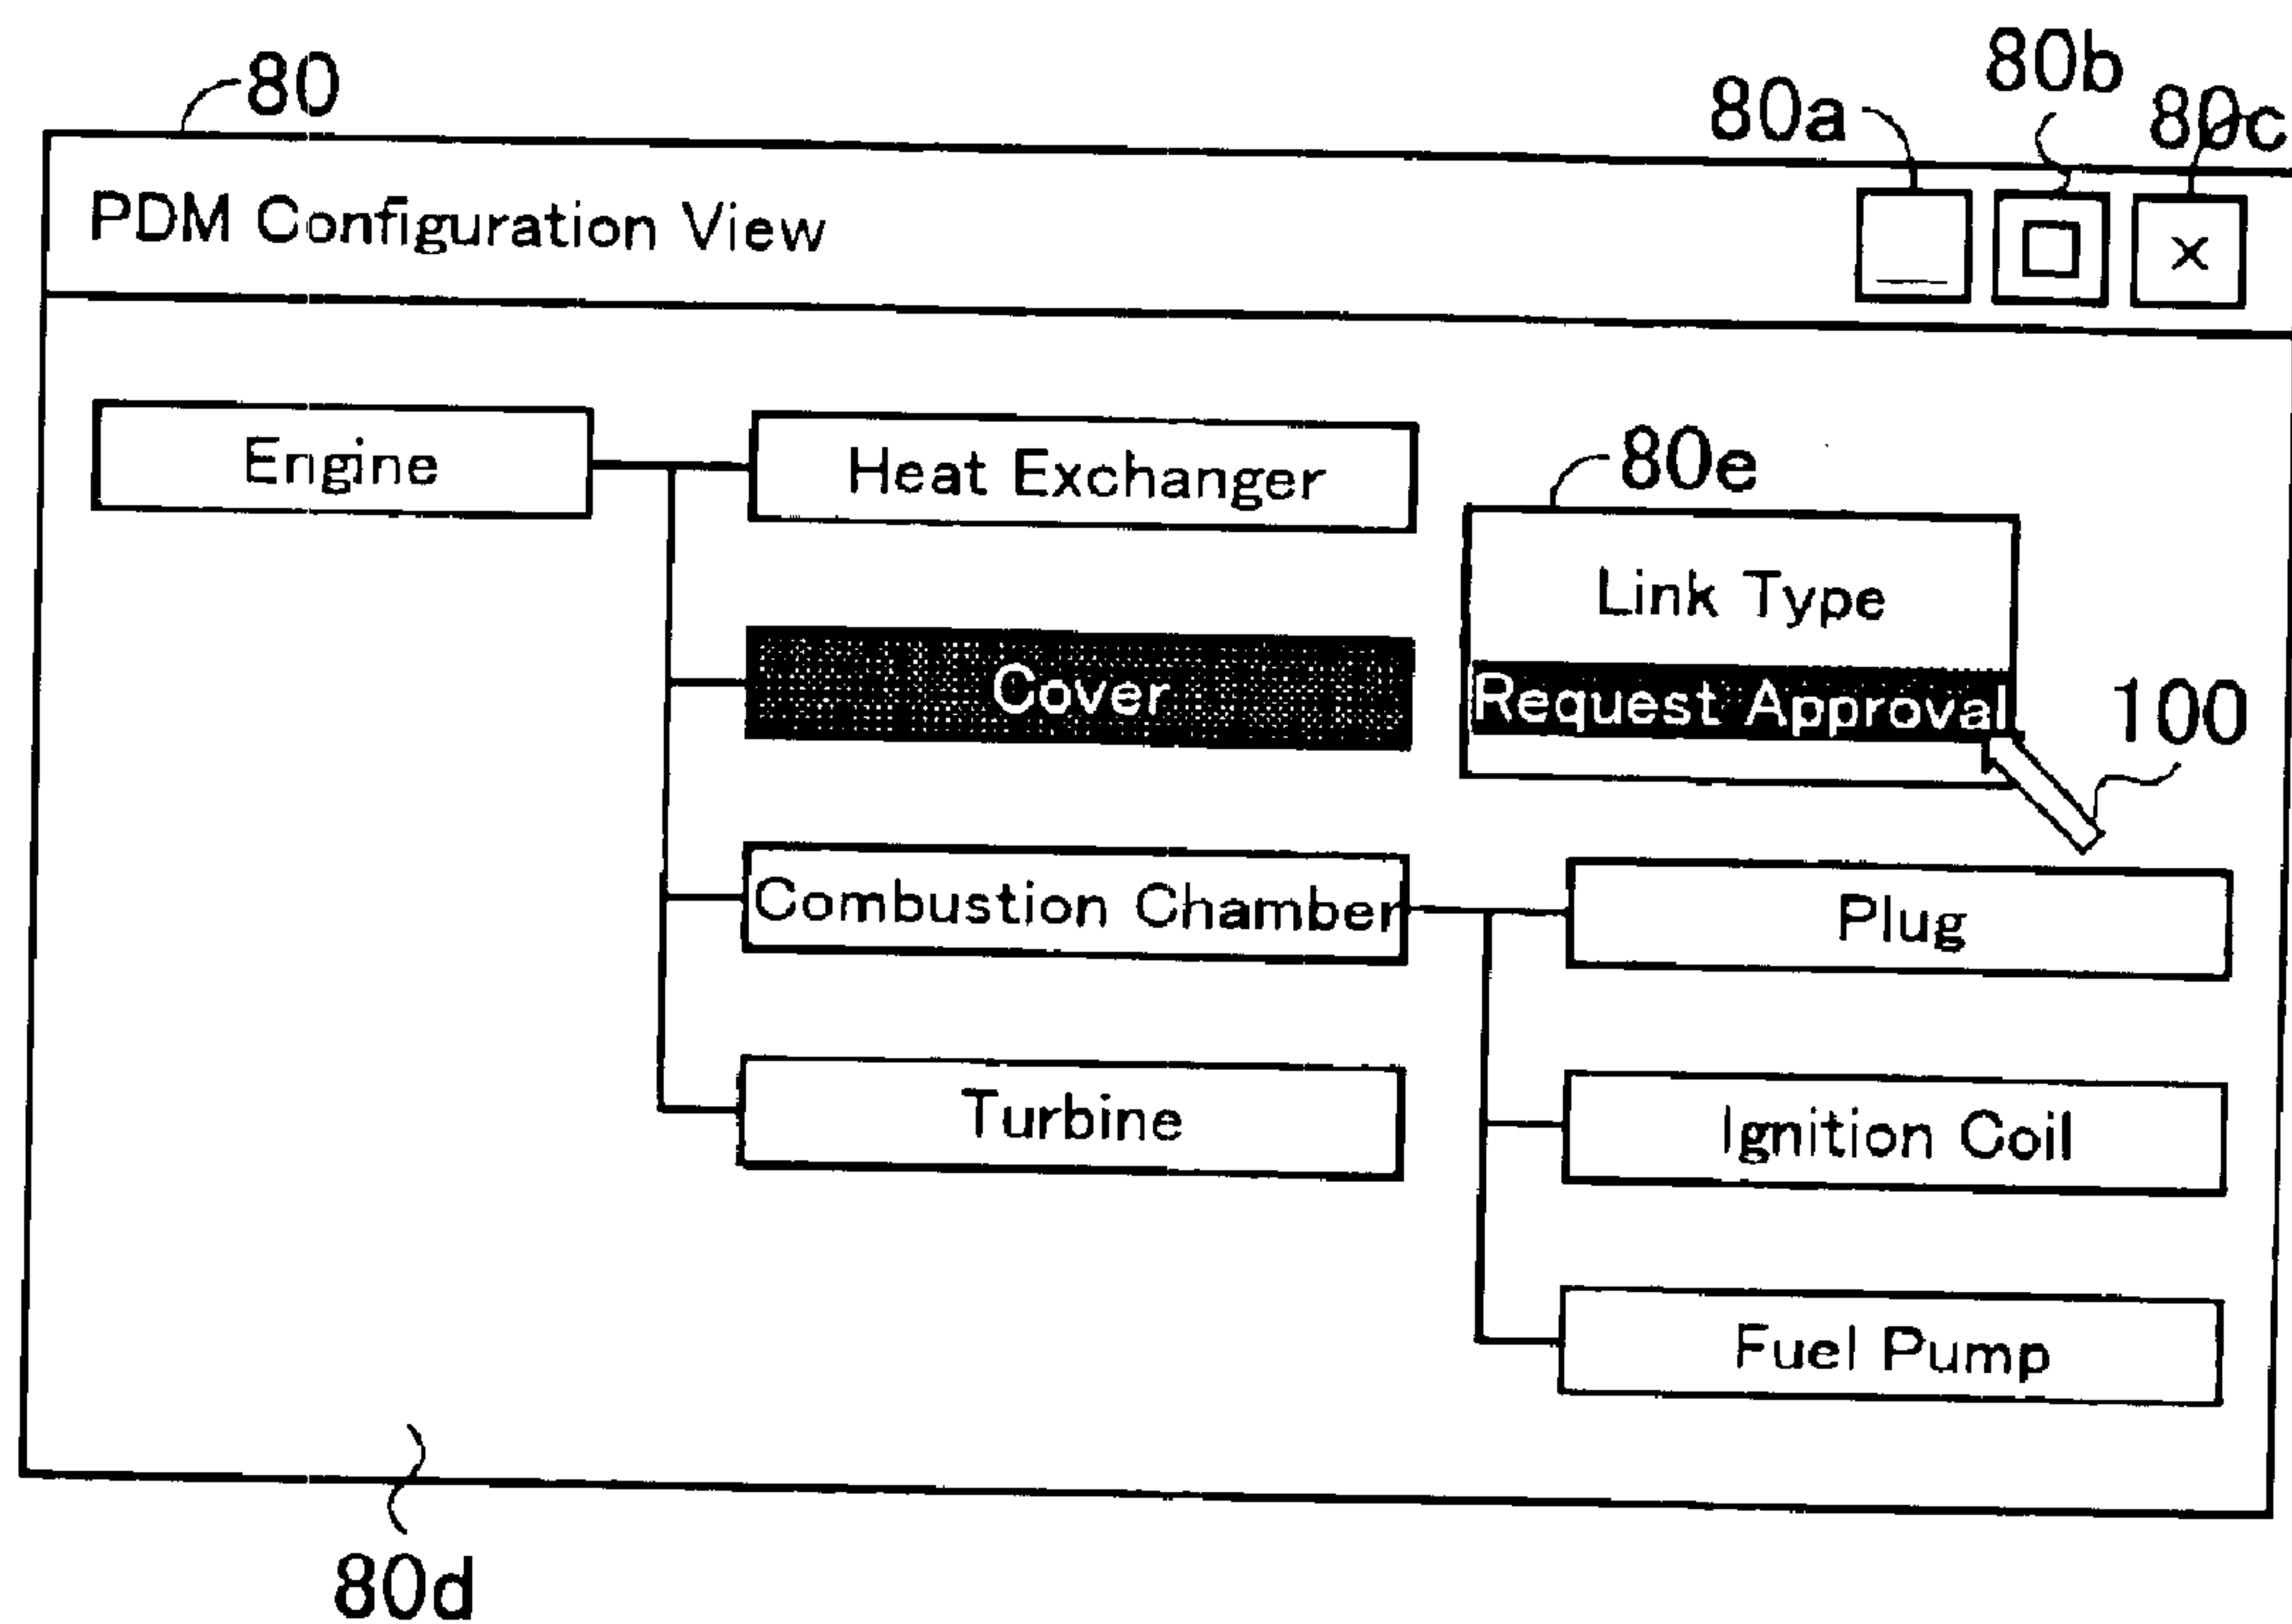 80
80a
80b
80c
PDM Configuration View
x
Engine
Heat Exchanger
80e
Link Type
Cover
Request Approval
100
Combustion Chamber
Plug
Turbine
Ignition Coil
Fuel Pump
80d